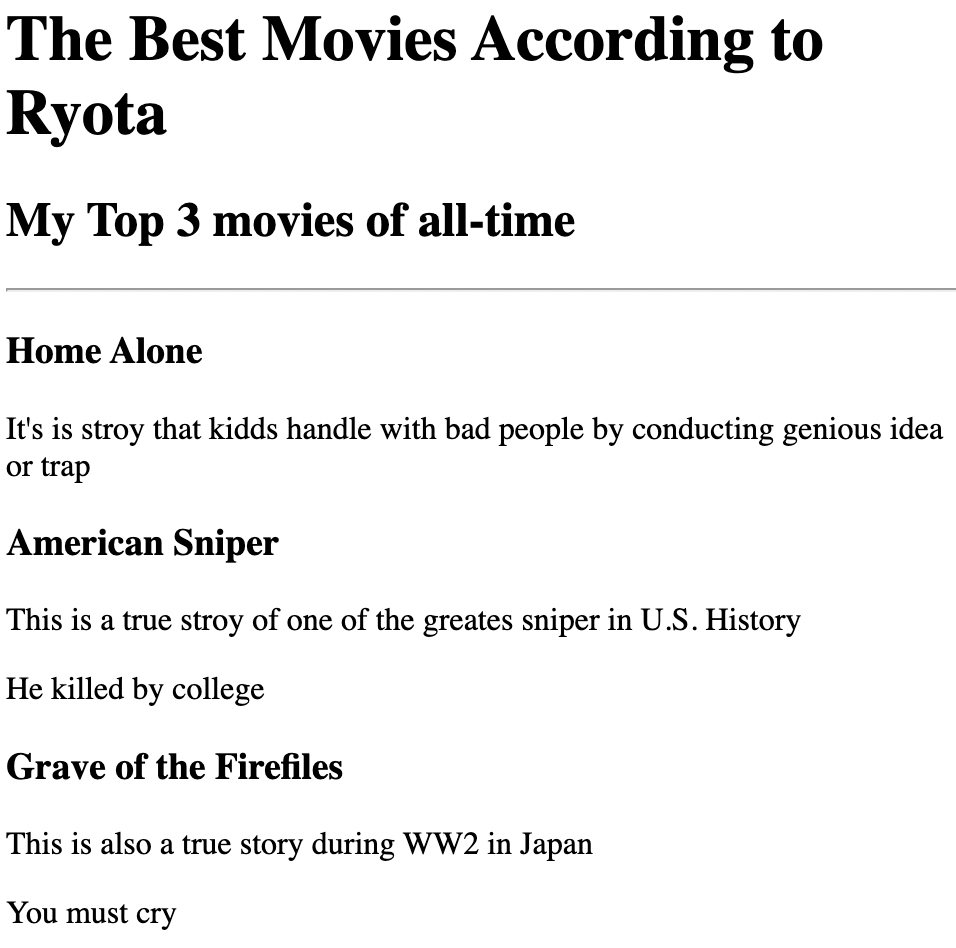 The Best Movies According to
Ryota
My Top 3 movies of all-time
Home Alone
It's is stroy that kidds handle with bad people by conducting genious idea
or trap
American Sniper
This is a true stroy of one of the greates sniper in U.S. History
He killed by college
Grave of the Firefiles
This is also a true story during WW2 in Japan
You must cry